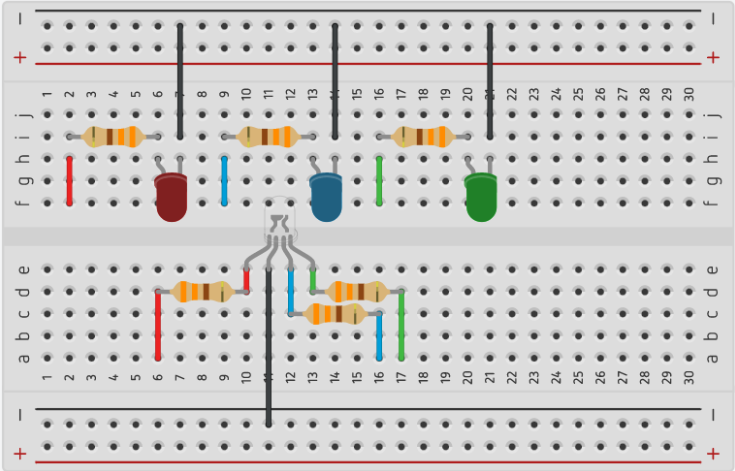 − −
+ +
1 2 3 4 5 6 7 8 9 10 11 12 13 14 15 16 17 18 19 20 21 22 23 24 25 26 27 28 29 30
j j
i i
h h
g g
f f
e e
d d
c c
b b
a a
1 2 3 4 5 6 7 8 9 10 11 12 13 14 15 16 17 18 19 20 21 22 23 24 25 26 27 28 29 30
− −
+ +